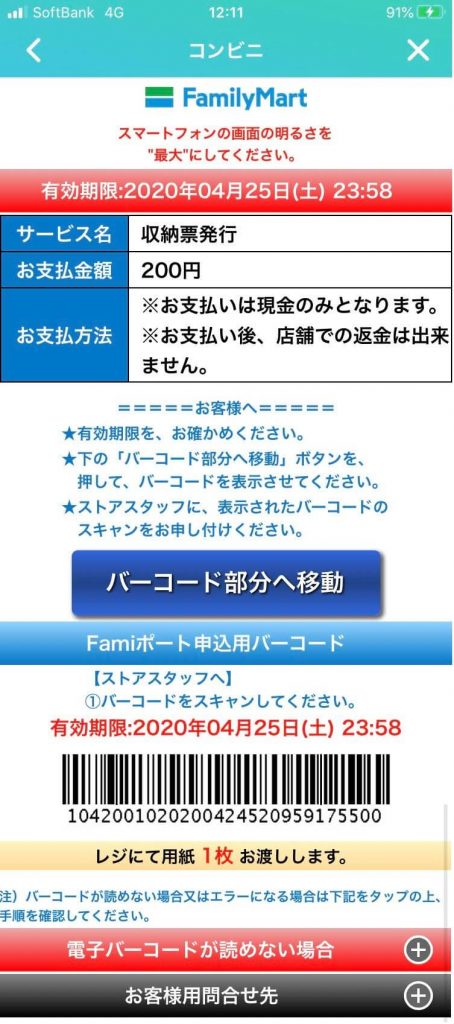 SoftBank 4G 12:11 91%
コンビニ
FamilyMart
スマートフォンの画面の明るさを
"最大"にしてください。
有効期限:2020年04月25日(土) 23:58
サービス名 収納票発行
お支払金額 200円
お支払方法 ※お支払いは現金のみとなります。
※お支払い後、店舗での返金は出来
ません。
=====お客様へ=====
★有効期限を、お確かめください。
★下の「バーコード部分へ移動」ボタンを、
押して、バーコードを表示させてください。
★ストアスタッフに、表示されたバーコードの
スキャンをお申し付けください。
バーコード部分へ移動
Famiポート申込用バーコード
【ストアスタッフへ】
①バーコードをスキャンしてください。
有効期限:2020年04月25日(土) 23:58
1042001020200424520959175500
レジにて用紙 1枚 お渡しします。
注）バーコードが読めない場合又はエラーになる場合は下記をタップの上、
手順を確認してください。
電子バーコードが読めない場合
お客様用問合せ先